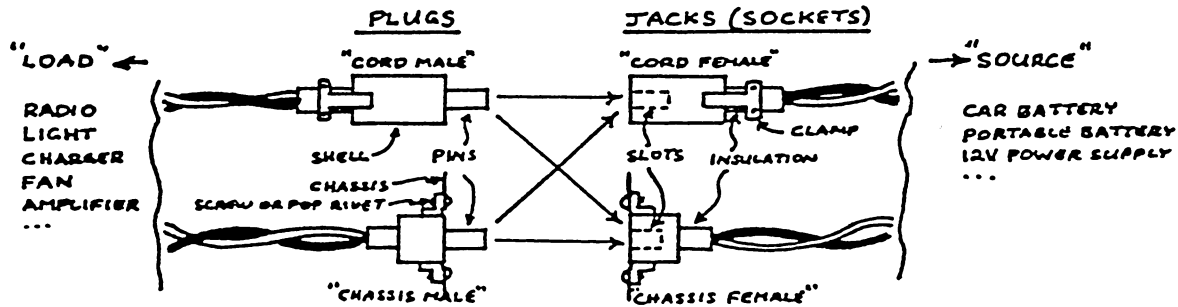 PLUGS
JACKS (SOCKETS)
"LOAD"
"CORD MALE"
"CORD FEMALE"
"SOURCE"
RADIO
LIGHT
CHARGER
FAN
AMPLIFIER
...
SHELL
PINS
SLOTS
INSULATION
CLAMP
CAR BATTERY
PORTABLE BATTERY
12V POWER SUPPLY
...
CHASSIS
SCREW OR POP RIVET
"CHASSIS MALE"
"CHASSIS FEMALE"